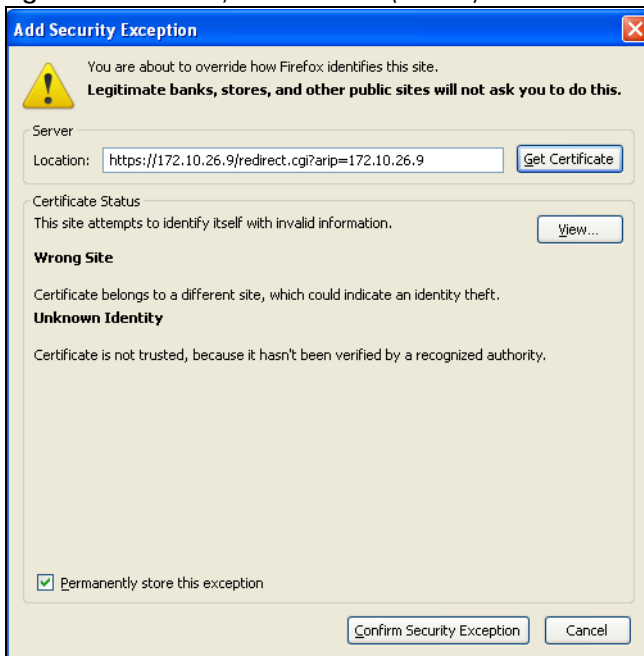 Add Security Exception
You are about to override how Firefox identifies this site.
Legitimate banks, stores, and other public sites will not ask you to do this.
Server
Location: https://172.10.26.9/redirect.cgi?arip=172.10.26.9 Get Certificate
Certificate Status
This site attempts to identify itself with invalid information. View...
Wrong Site
Certificate belongs to a different site, which could indicate an identity theft.
Unknown Identity
Certificate is not trusted, because it hasn't been verified by a recognized authority.
Permanently store this exception
Confirm Security Exception Cancel